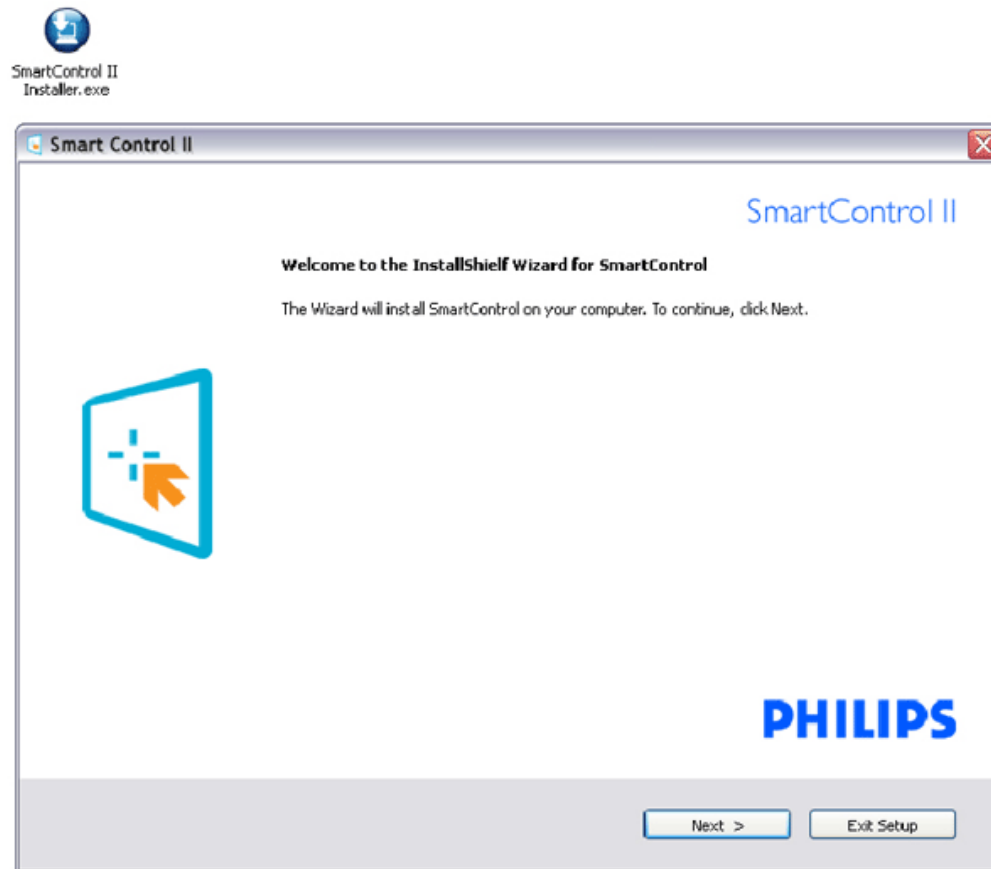 SmartControl II
Installer.exe
Smart Control II
SmartControl II
Welcome to the InstallShielf Wizard for SmartControl
The Wizard will install SmartControl on your computer. To continue, click Next.
PHILIPS
Next >
Exit Setup